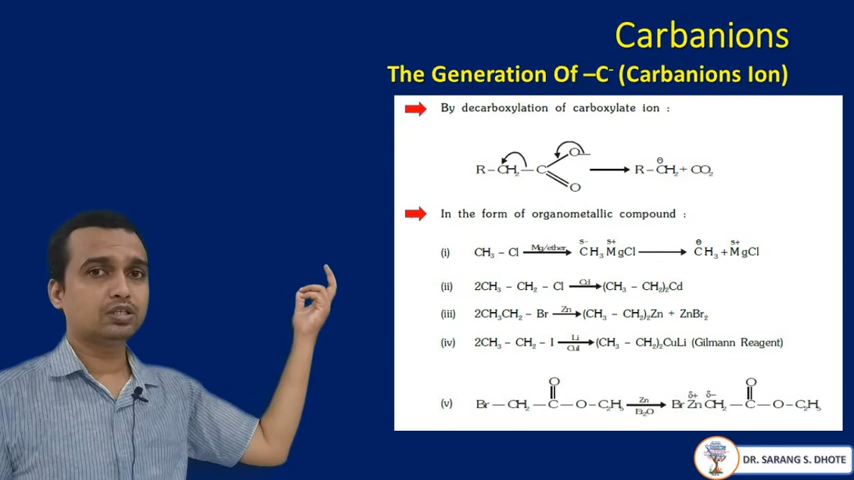 Carbanions
The Generation Of –C⁻ (Carbanions Ion)
By decarboxylation of carboxylate ion :
R – CH₂ – C O– O ⟶ R – C⊖H₂ + CO₂
In the form of organometallic compound :
(i) CH₃ – Cl Mg/ether ⟶ s– s+ CH₃MgCl ⟶ ⊖ s+ CH₃ + MgCl
(ii) 2CH₃ – CH₂ – Cl Cd ⟶ (CH₃ – CH₂)₂Cd
(iii) 2CH₃CH₂ – Br Zn ⟶ (CH₃ – CH₂)₂Zn + ZnBr₂
(iv) 2CH₃ – CH₂ – I Li CuI ⟶ (CH₃ – CH₂)₂CuLi (Gilmann Reagent)
(v) Br — CH₂ — C O — O – C₂H₅ Zn Et₂O ⟶ Br δ+ δ– Zn CH₂ — C O — O – C₂H₅
DR. SARANG S. DHOTE